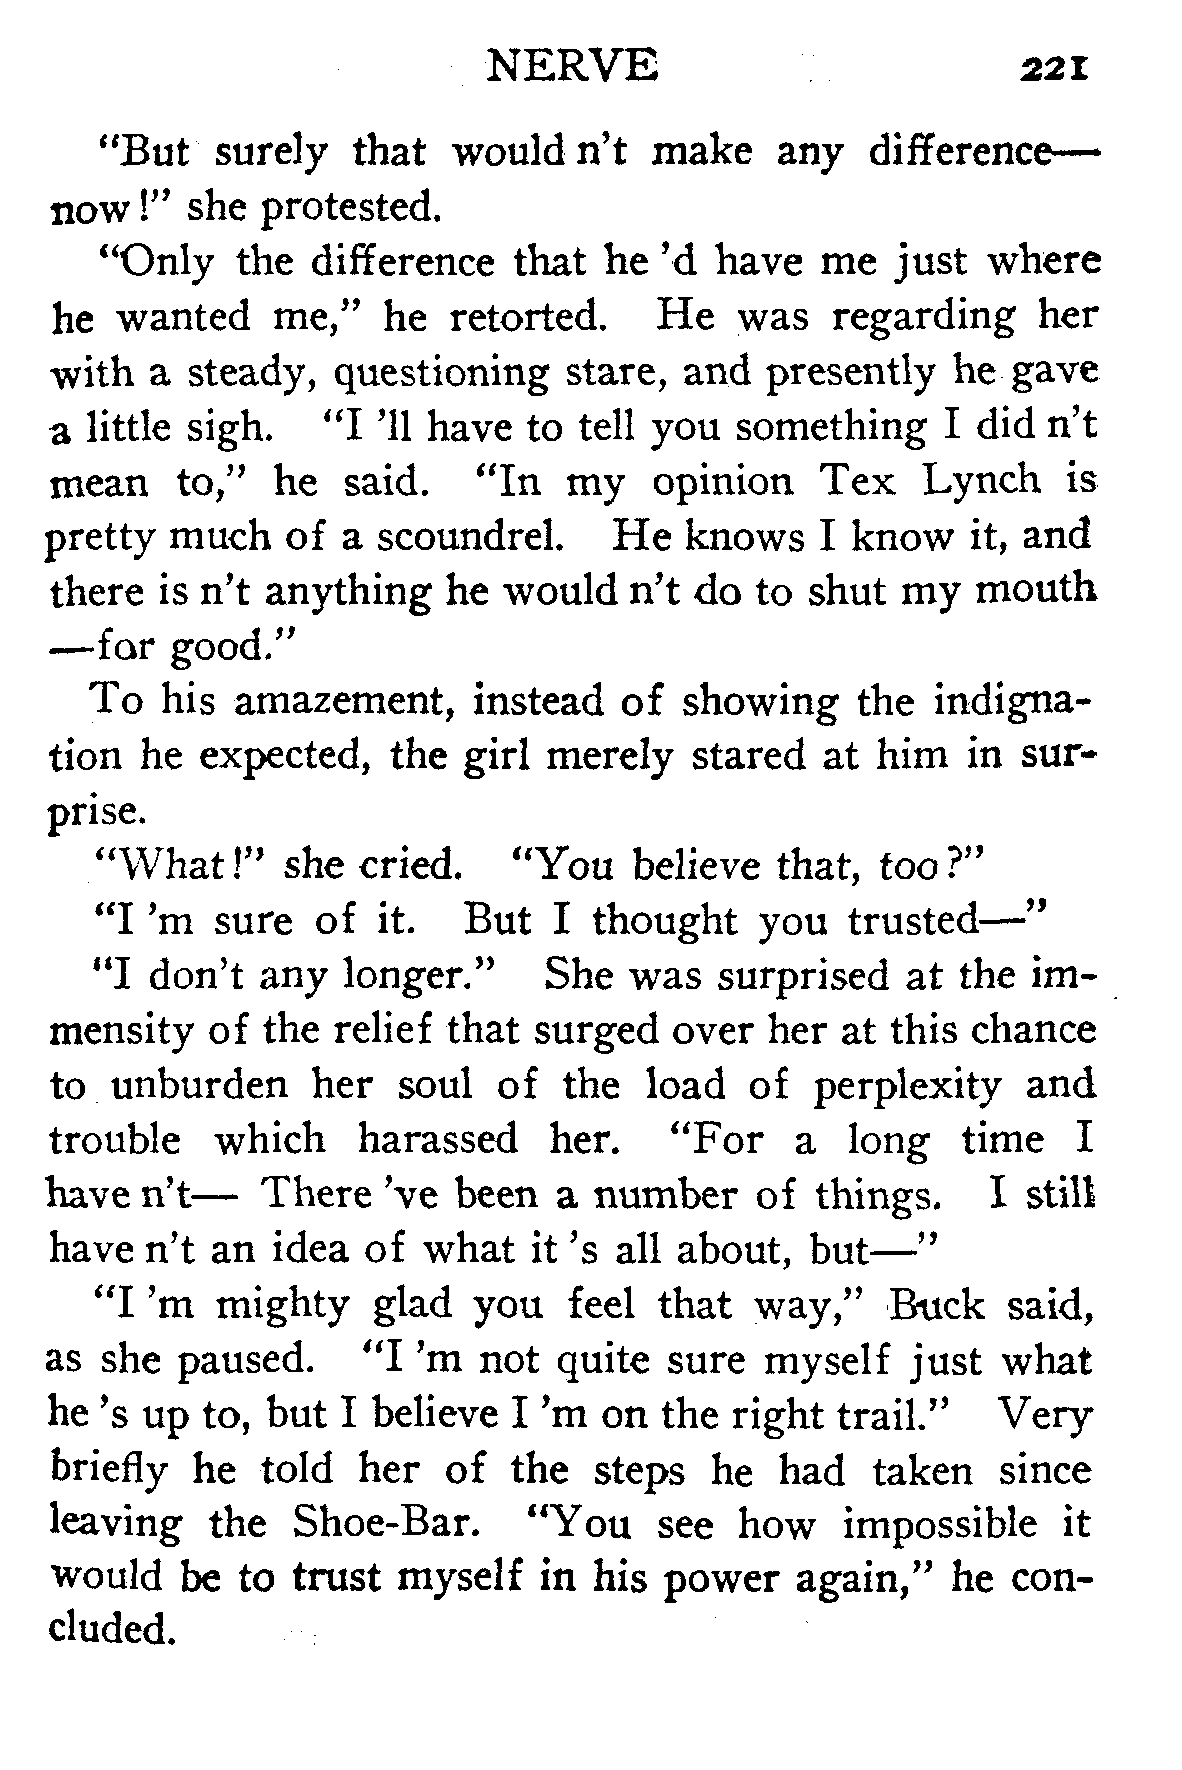 NERVE 221
“But surely that would n’t make any difference—
now!” she protested.
“Only the difference that he ’d have me just where
he wanted me,” he retorted. He was regarding her
with a steady, questioning stare, and presently he gave
a little sigh. “I ’ll have to tell you something I did n’t
mean to,” he said. “In my opinion Tex Lynch is
pretty much of a scoundrel. He knows I know it, and
there is n’t anything he would n’t do to shut my mouth
—for good.”
To his amazement, instead of showing the indigna-
tion he expected, the girl merely stared at him in sur-
prise.
“What!” she cried. “You believe that, too?”
“I ’m sure of it. But I thought you trusted—”
“I don’t any longer.” She was surprised at the im-
mensity of the relief that surged over her at this chance
to unburden her soul of the load of perplexity and
trouble which harassed her. “For a long time I
have n’t— There ’ve been a number of things. I still
have n’t an idea of what it ’s all about, but—”
“I ’m mighty glad you feel that way,” Buck said,
as she paused. “I ’m not quite sure myself just what
he ’s up to, but I believe I ’m on the right trail.” Very
briefly he told her of the steps he had taken since
leaving the Shoe-Bar. “You see how impossible it
would be to trust myself in his power again,” he con-
cluded.